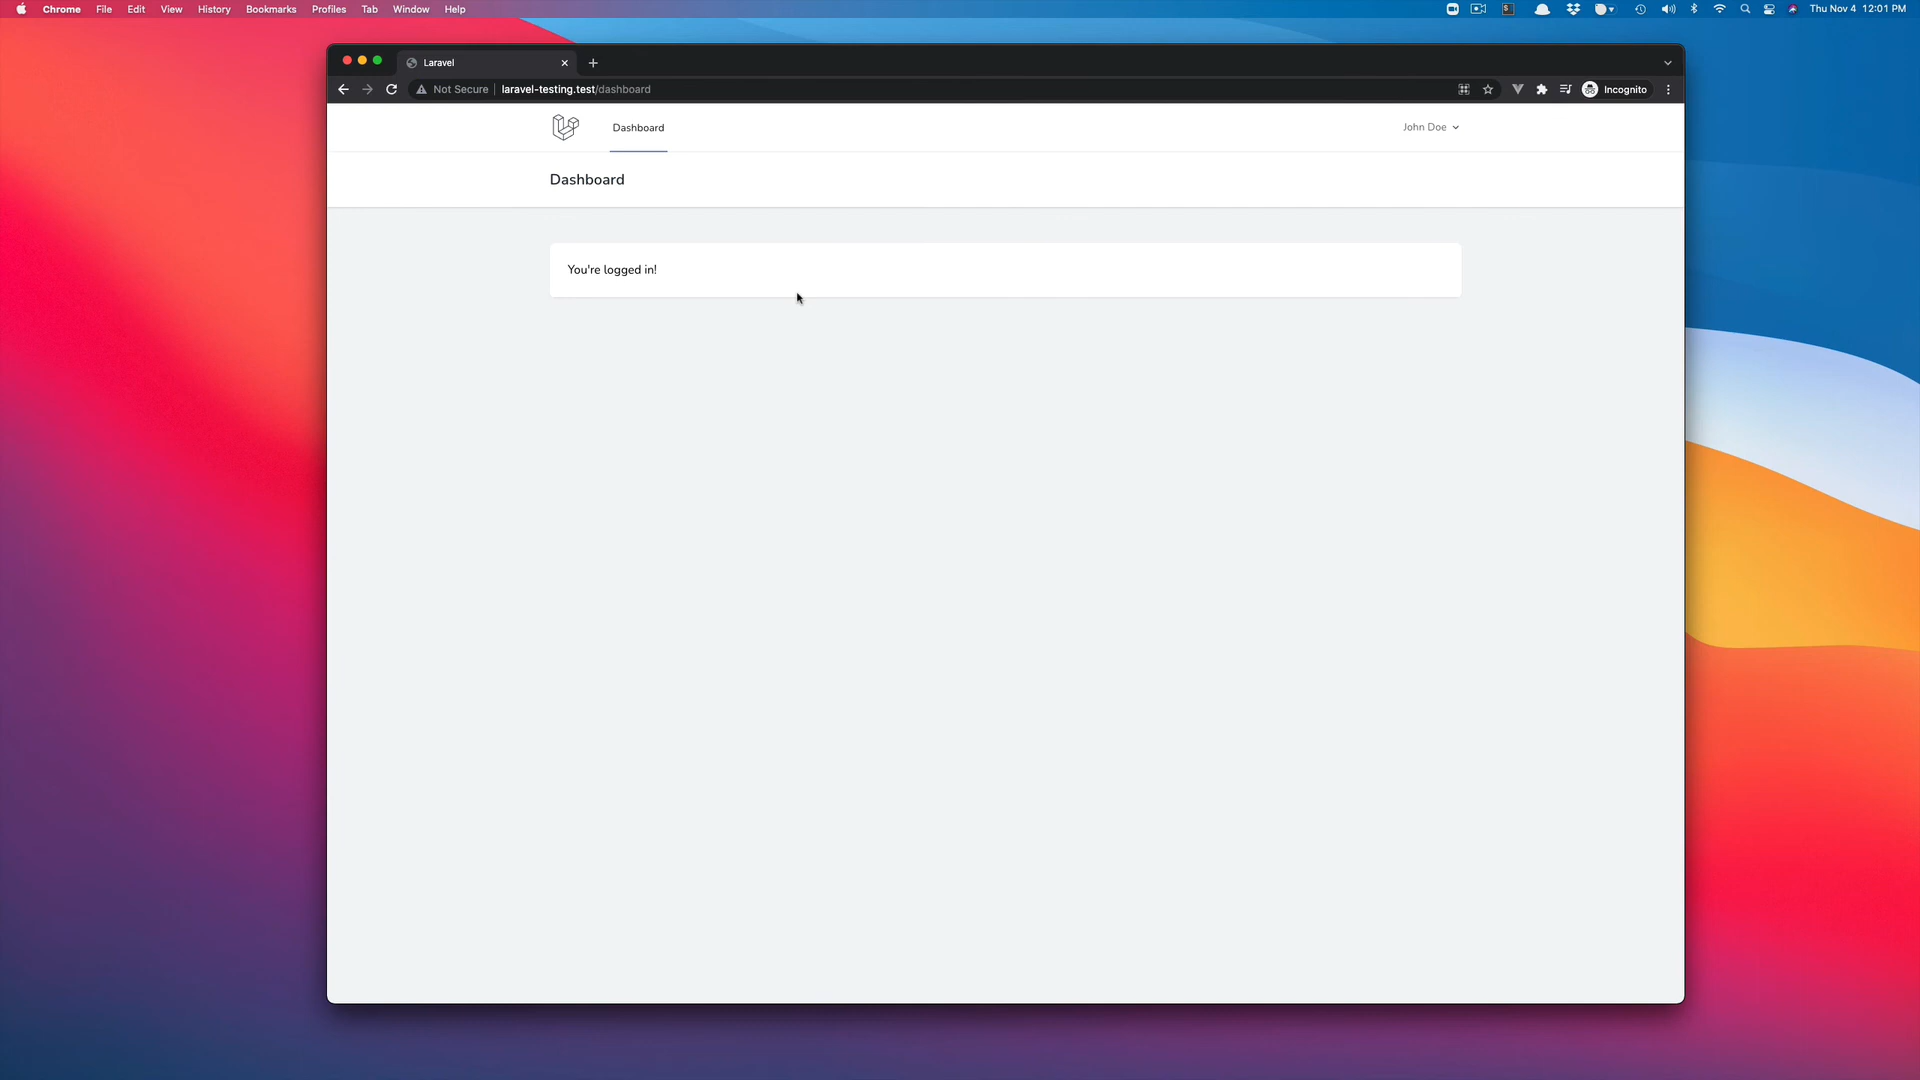 Chrome File Edit View History Bookmarks Profiles Tab Window Help Thu Nov 4 12:01 PM
Laravel
Not Secure laravel-testing.test/dashboard Incognito
Dashboard John Doe
Dashboard
You're logged in!